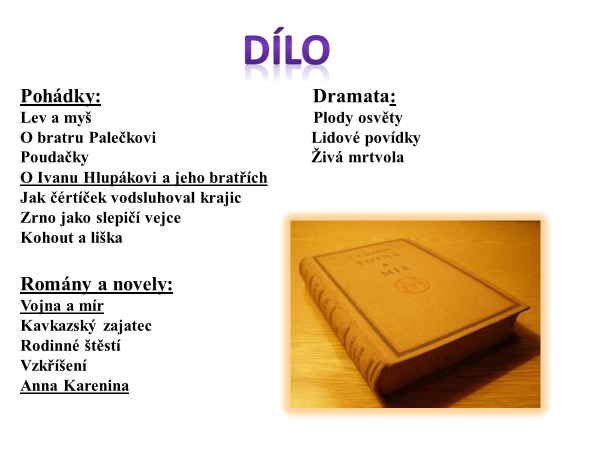 DÍLO
Pohádky:
Lev a myš
O bratru Palečkovi
Poudačky
O Ivanu Hlupákovi a jeho bratřích
Jak čértíček vodsluhoval krajic
Zrno jako slepičí vejce
Kohout a liška
Romány a novely:
Vojna a mír
Kavkazský zajatec
Rodinné štěstí
Vzkříšení
Anna Karenina
Dramata:
Plody osvěty
Lidové povídky
Živá mrtvola
VOJNA
A
MÍR